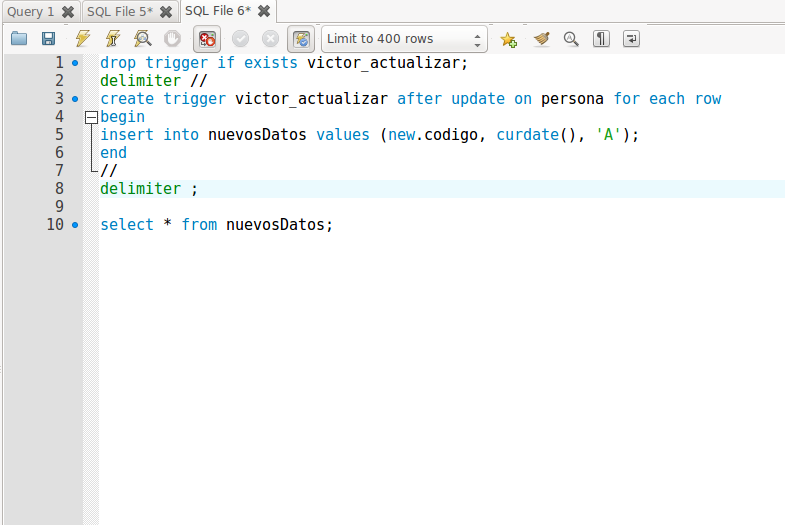 Query 1 SQL File 5* SQL File 6*
Limit to 400 rows
1 drop trigger if exists victor_actualizar;
2 delimiter //
3 create trigger victor_actualizar after update on persona for each row
4 begin
5 insert into nuevosDatos values (new.codigo, curdate(), 'A');
6 end
7 //
8 delimiter ;
9
10 select * from nuevosDatos;